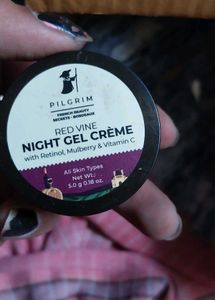 PILGRIM
FRENCH BEAUTY
SECRETS · BORDEAUX
RED VINE
NIGHT GEL CRÈME
with Retinol, Mulberry & Vitamin C
All Skin Types
Net Wt.:
5.0 g 0.18 oz.